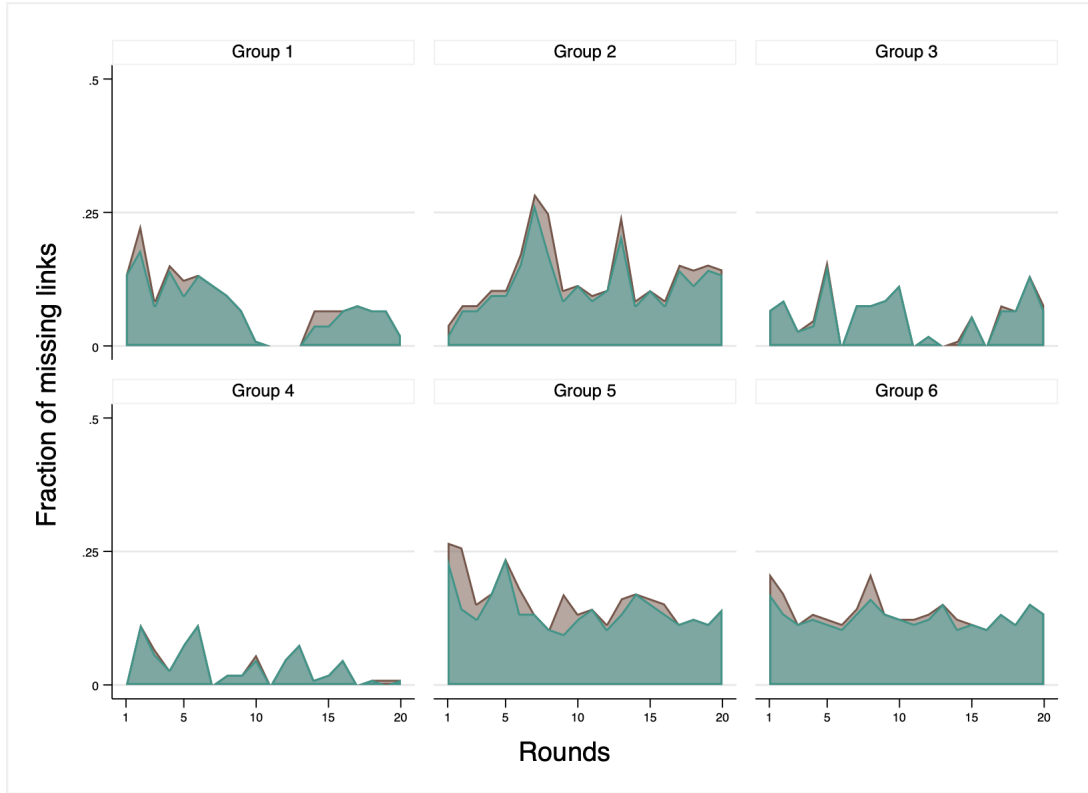 Group 1 Group 2 Group 3
.5
.25
0
Group 4 Group 5 Group 6
.5
.25
0
1 5 10 15 20 1 5 10 15 20 1 5 10 15 20
Fraction of missing links
Rounds